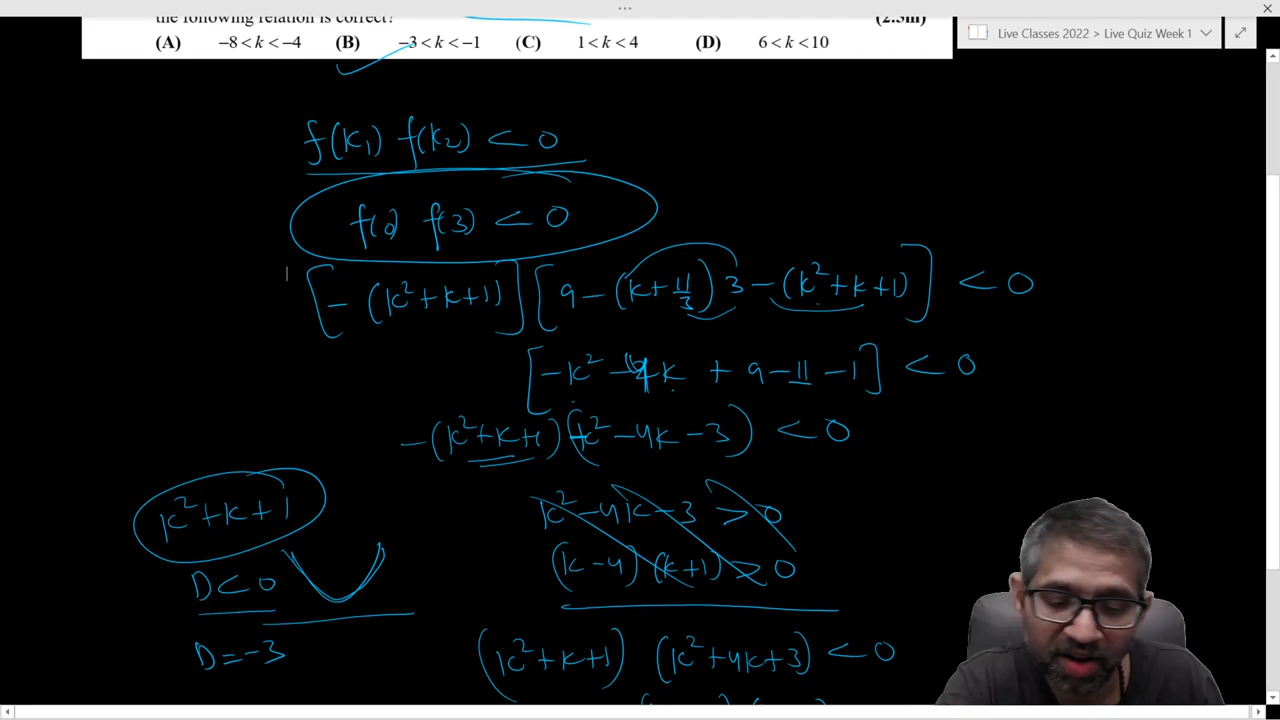 the following relation is correct? (2.5m)
(A) −8 < k < −4 (B) −3 < k < −1 (C) 1 < k < 4 (D) 6 < k < 10
Live Classes 2022 > Live Quiz Week 1
f(k₁) f(k₂) < 0
f(0) f(3) < 0
[−(k²+k+1)] [9 − (k + 11/3) 3 − (k²+k+1)] < 0
[−k² − 4k + 9 − 11 − 1] < 0
−(k²+k+1)(−k² − 4k − 3) < 0
k² − 4k − 3 > 0
(k−4) (k+1) > 0
k²+k+1
D < 0
D = −3
(k²+k+1) (k²+4k+3) < 0